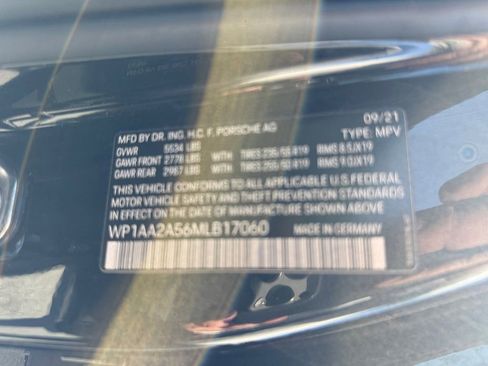 09/21
MFD BY DR. ING. H.C. F. PORSCHE AG
TYPE: MPV
GVWR 5534 LBS
GAWR FRONT 2778 LBS WITH TIRES 235/55 R19 RIMS 8.5JX19
GAWR REAR 2987 LBS WITH TIRES 255/50 R19 RIMS 9.0JX19
THIS VEHICLE CONFORMS TO ALL APPLICABLE U.S. FEDERAL
MOTOR VEHICLE SAFETY AND THEFT PREVENTION STANDARDS
IN EFFECT ON THE DATE OF MANUFACTURE SHOWN ABOVE.
WP1AA2A56MLB17060
MADE IN GERMANY